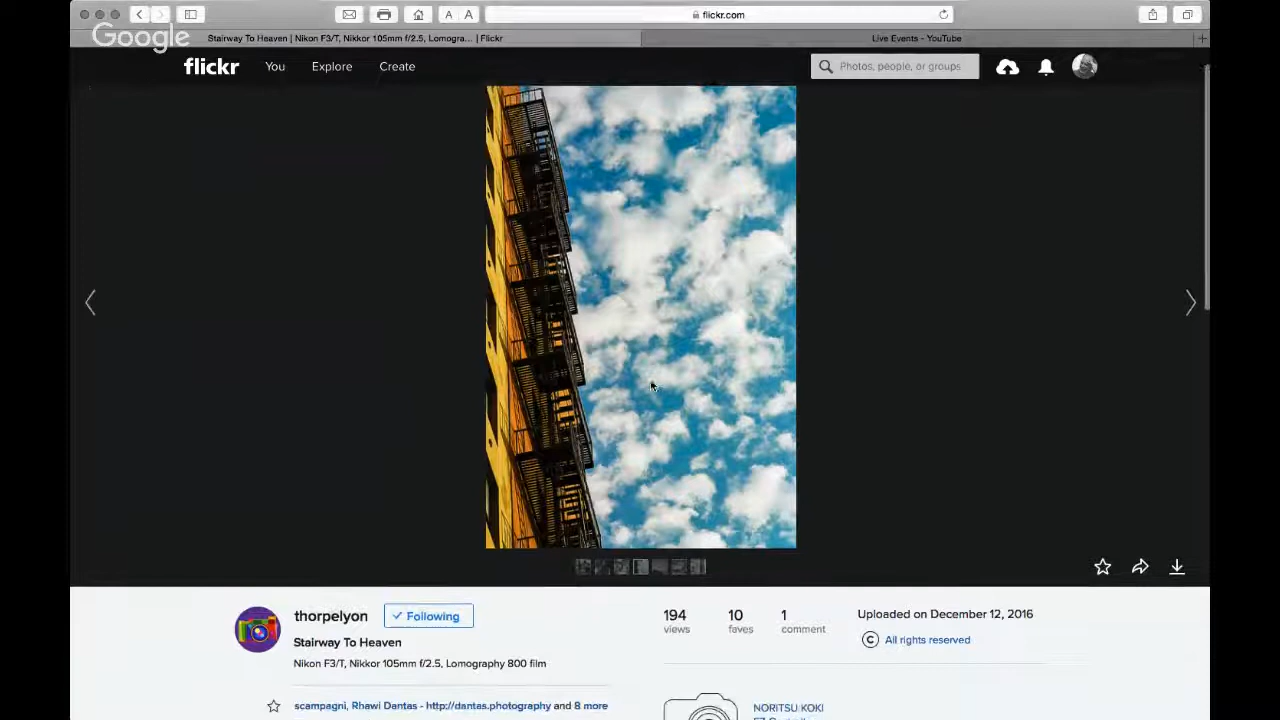 Google
A A
flickr.com
Stairway To Heaven | Nikon F3/T, Nikkor 105mm f/2.5, Lomogra... | Flickr
Live Events - YouTube
flickr You Explore Create
Photos, people, or groups
thorpelyon
Following
194 views
10 faves
1 comment
Uploaded on December 12, 2016
All rights reserved
Stairway To Heaven
Nikon F3/T, Nikkor 105mm f/2.5, Lomography 800 film
scampagni, Rhawi Dantas - http://dantas.photography and 8 more
NORITSU KOKI